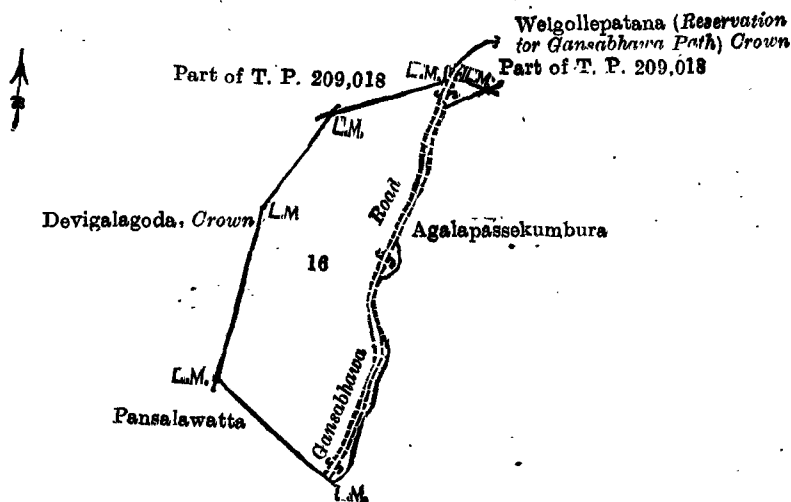 Welgollepatana (Reservation
for Gansabhawa Path) Crown
Part of T. P. 209,018
L.M.
L.M.
Part of T. P. 209,018
L.M.
Road
Devigalagoda, Crown
L.M
Agalapassekumbura
16
L.M.
Gansabhawa
Pansalawatta
L.M.